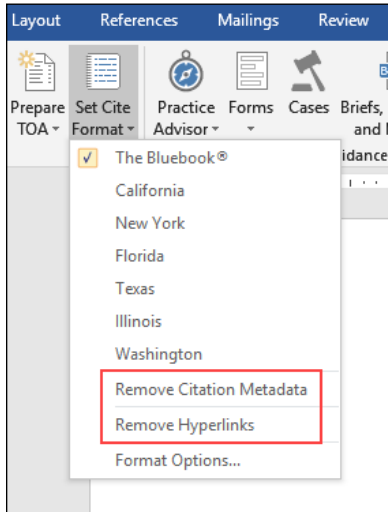 Layout References Mailings Review
Prepare Set Cite Practice Forms Cases Briefs,
TOA Format Advisor and
idance
The Bluebook®
California
New York
Florida
Texas
Illinois
Washington
Remove Citation Metadata
Remove Hyperlinks
Format Options...